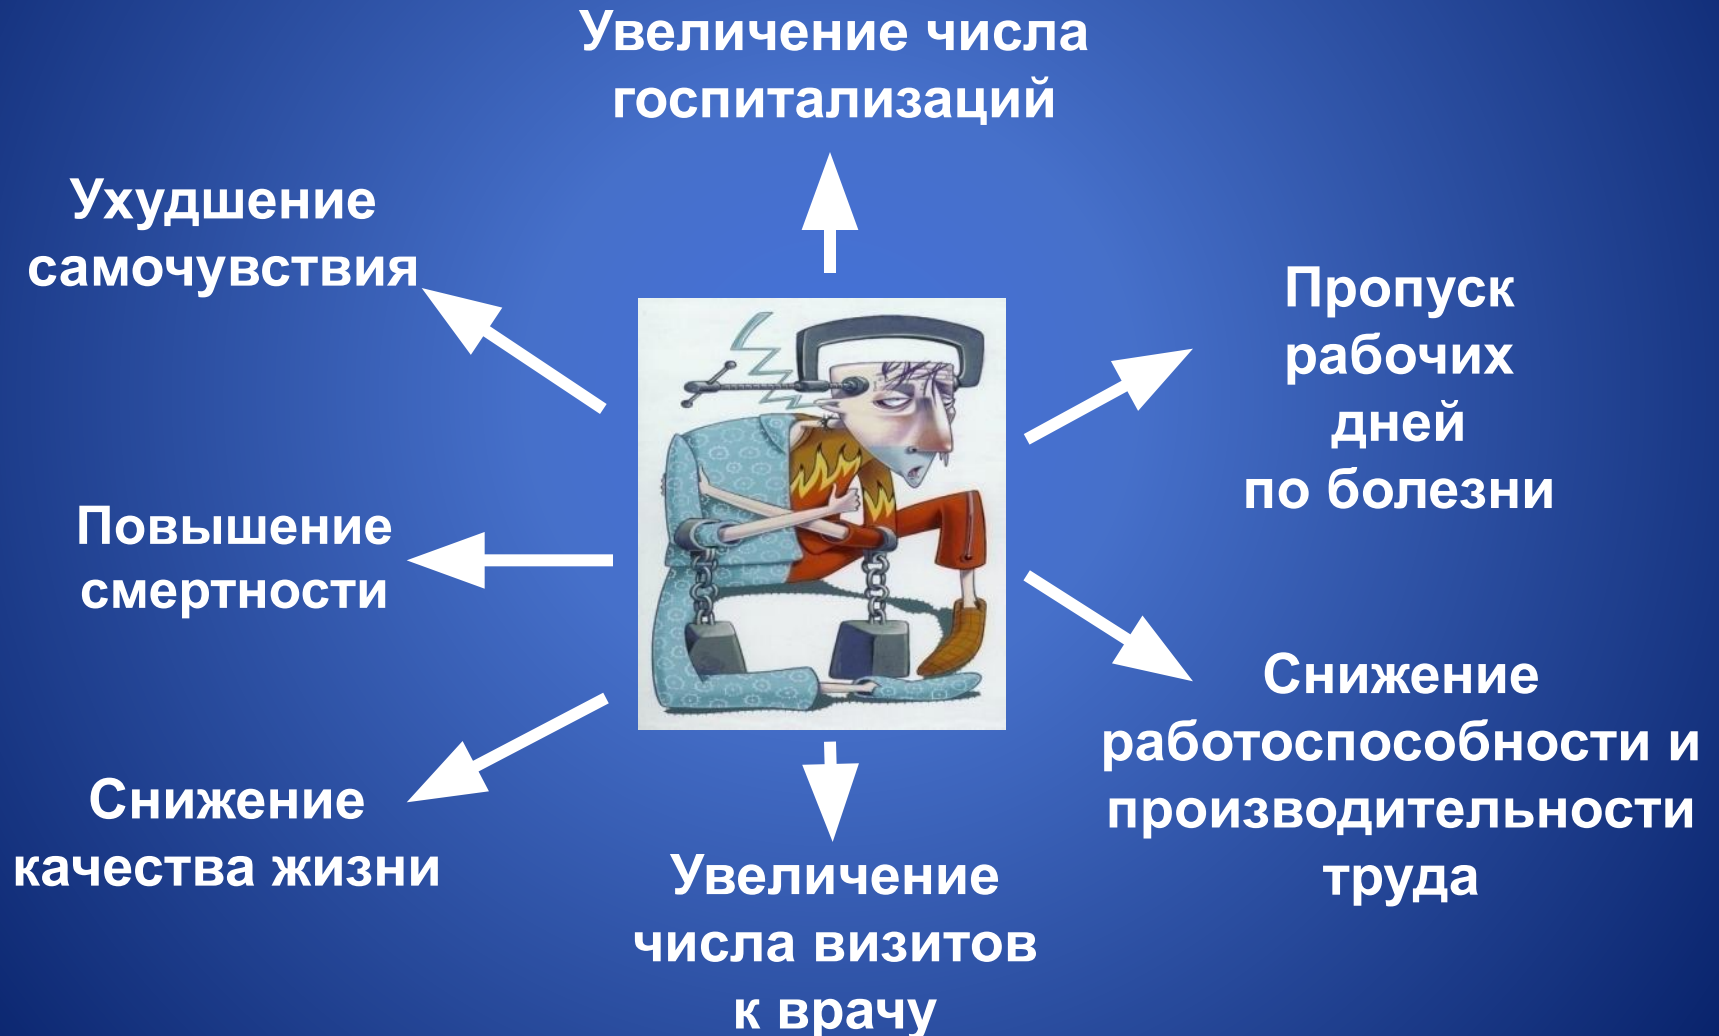 Увеличение числа
госпитализаций
Ухудшение
самочувствия
Пропуск
рабочих
дней
по болезни
Повышение
смертности
Снижение
работоспособности и
производительности
труда
Снижение
качества жизни
Увеличение
числа визитов
к врачу